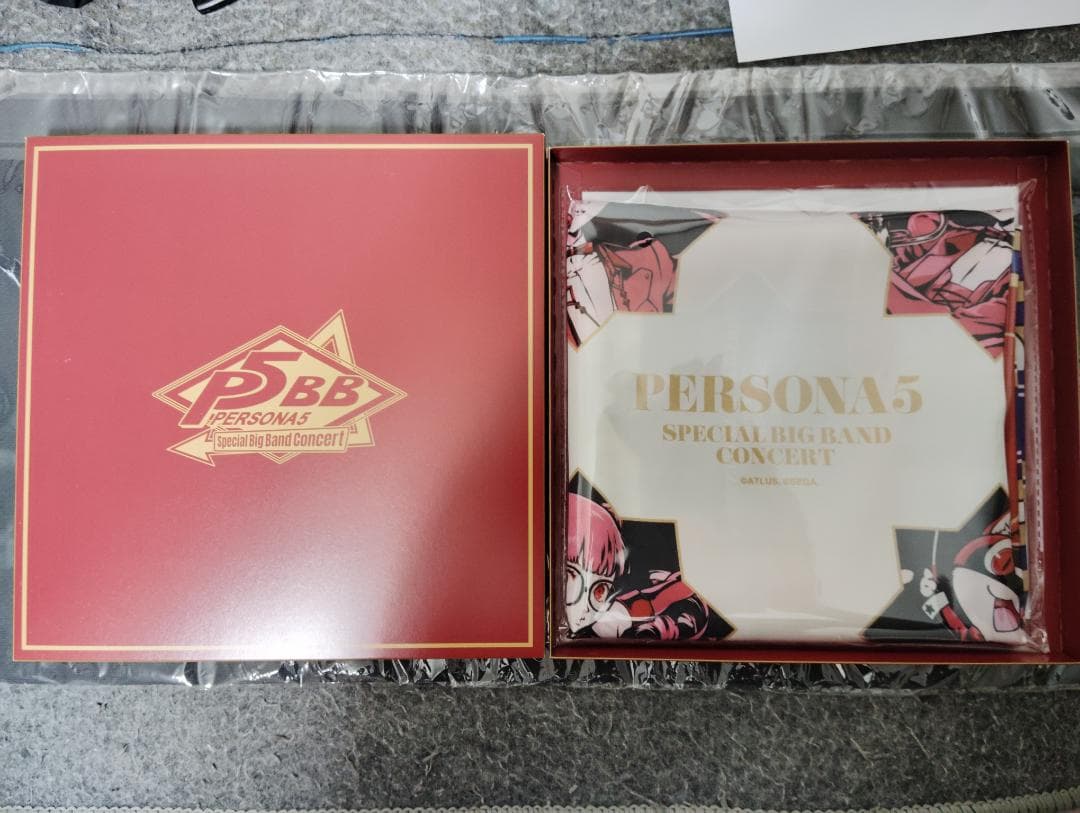 P5BB
PERSONA5
Special Big Band Concert
PERSONA5
SPECIAL BIG BAND
CONCERT
©ATLUS. ©SEGA.